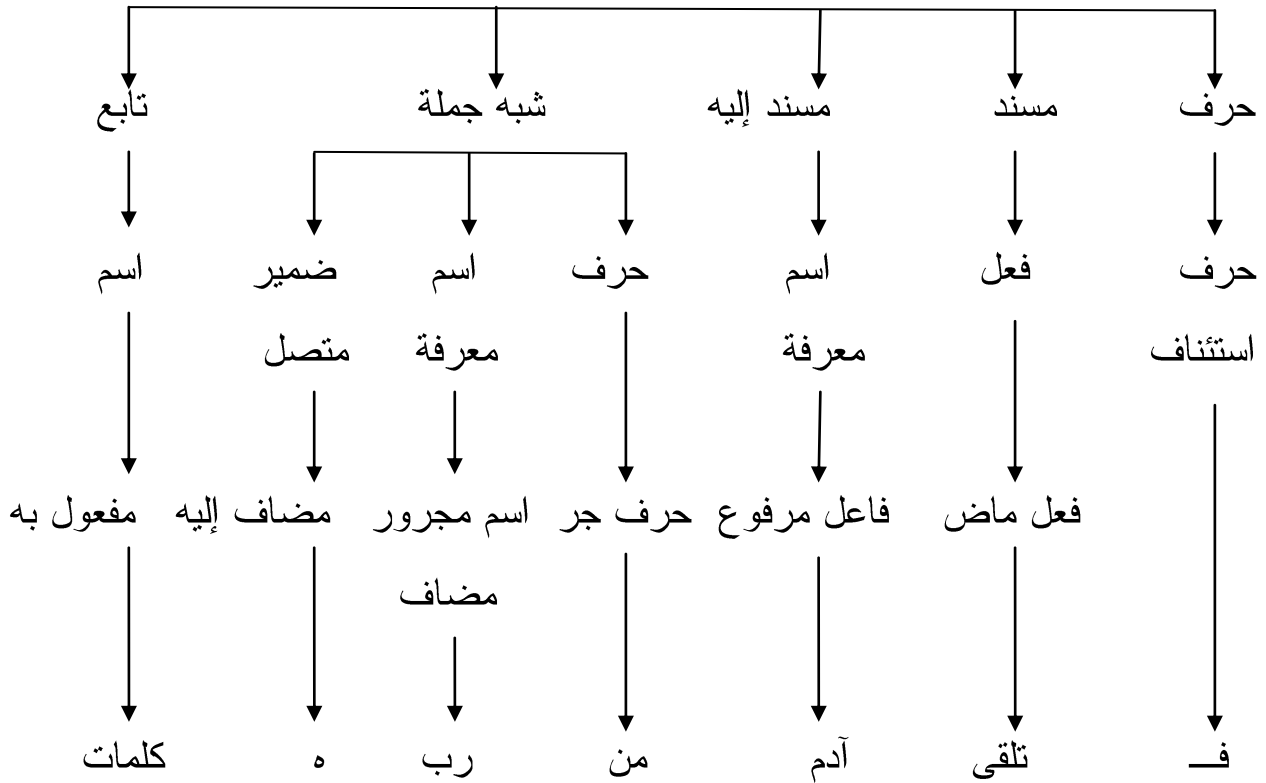 حرف مسند مسند إليه شبه جملة تابع
حرف فعل اسم حرف اسم ضمير اسم
استئناف معرفة معرفة متصل
فعل ماض فاعل مرفوع حرف جر اسم مجرور مضاف إليه مفعول به
مضاف
فـ تلقى آدم من رب ه كلمات